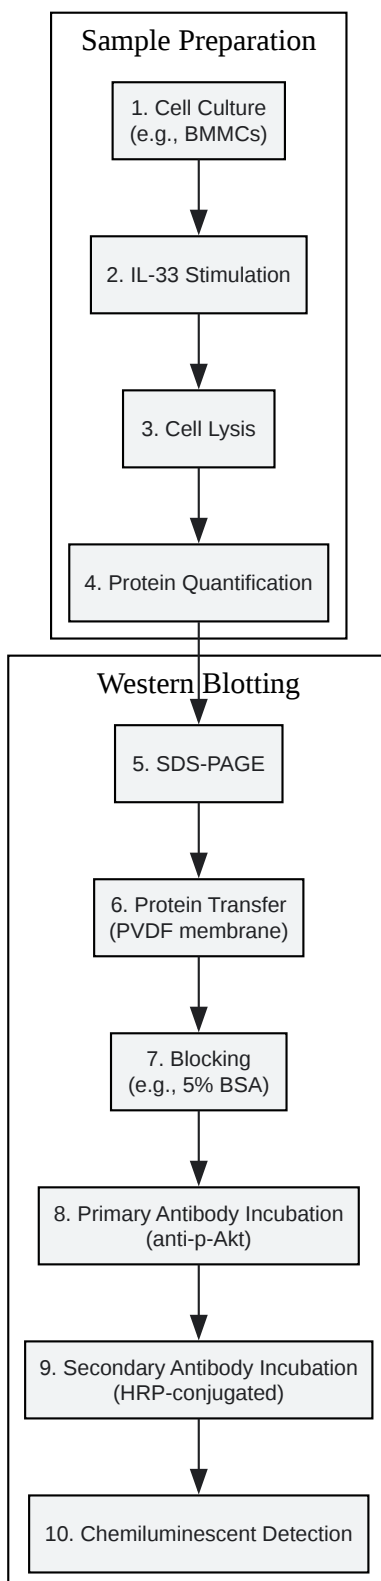 Sample Preparation
1. Cell Culture
(e.g., BMMCs)
2. IL-33 Stimulation
3. Cell Lysis
4. Protein Quantification
Western Blotting
5. SDS-PAGE
6. Protein Transfer
(PVDF membrane)
7. Blocking
(e.g., 5% BSA)
8. Primary Antibody Incubation
(anti-p-Akt)
9. Secondary Antibody Incubation
(HRP-conjugated)
10. Chemiluminescent Detection